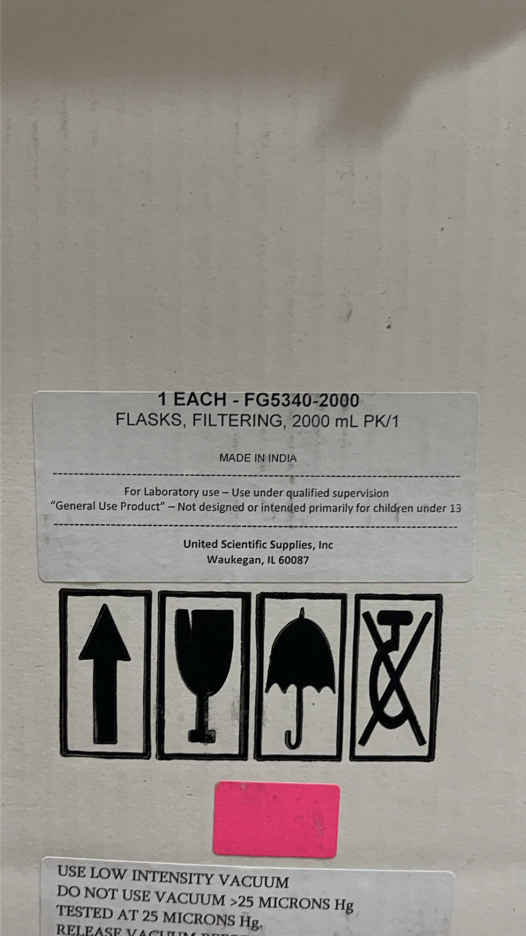 1 EACH - FG5340-2000
FLASKS, FILTERING, 2000 mL PK/1
MADE IN INDIA
For Laboratory use – Use under qualified supervision
“General Use Product” – Not designed or intended primarily for children under 13
United Scientific Supplies, Inc
Waukegan, IL 60087
USE LOW INTENSITY VACUUM
DO NOT USE VACUUM >25 MICRONS Hg
TESTED AT 25 MICRONS Hg.
RELEASE VACUUM